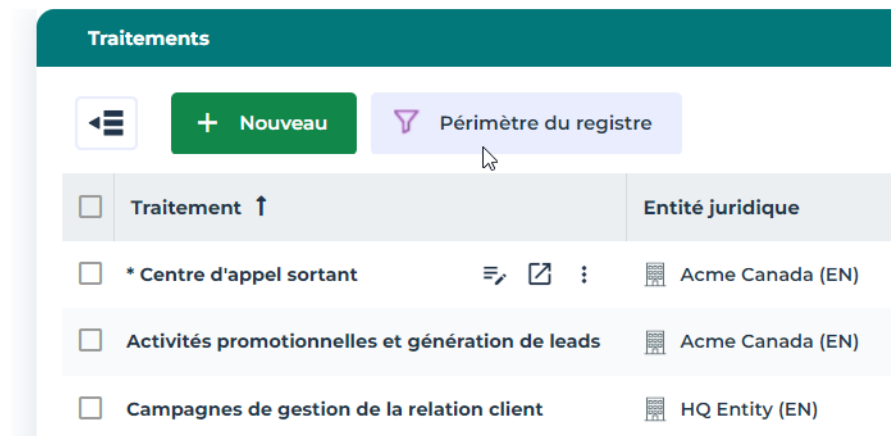 Traitements
+ Nouveau
Périmètre du registre
Traitement ↑
Entité juridique
* Centre d'appel sortant
Acme Canada (EN)
Activités promotionnelles et génération de leads
Acme Canada (EN)
Campagnes de gestion de la relation client
HQ Entity (EN)